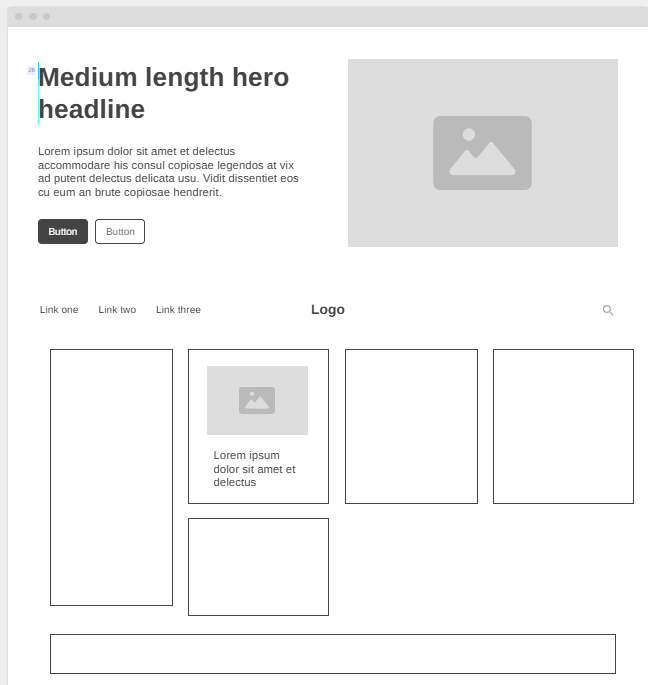 26
Medium length hero
headline
Lorem ipsum dolor sit amet et delectus
accommodare his consul copiosae legendos at vix
ad putent delectus delicata usu. Vidit dissentiet eos
cu eum an brute copiosae hendrerit.
Button Button
Link one Link two Link three Logo
Lorem ipsum
dolor sit amet et
delectus